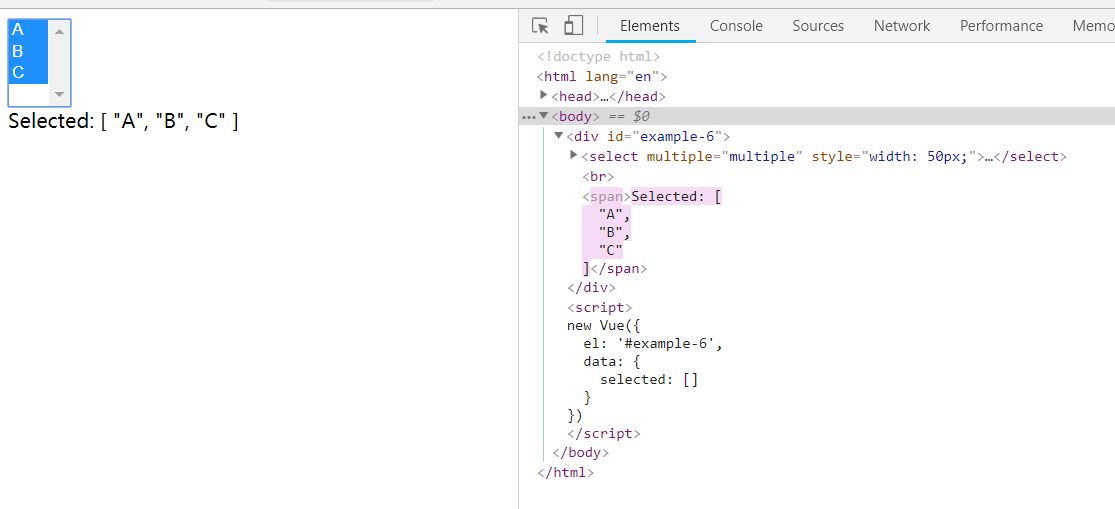 A
B
C
Selected: [ "A", "B", "C" ]
Elements Console Sources Network Performance Memo
<!doctype html>
<html lang="en">
<head>…</head>
<body> == $0
<div id="example-6">
<select multiple="multiple" style="width: 50px;">…</select>
<br>
<span>Selected: [
"A",
"B",
"C"
]</span>
</div>
<script>
new Vue({
el: '#example-6',
data: {
selected: []
}
})
</script>
</body>
</html>